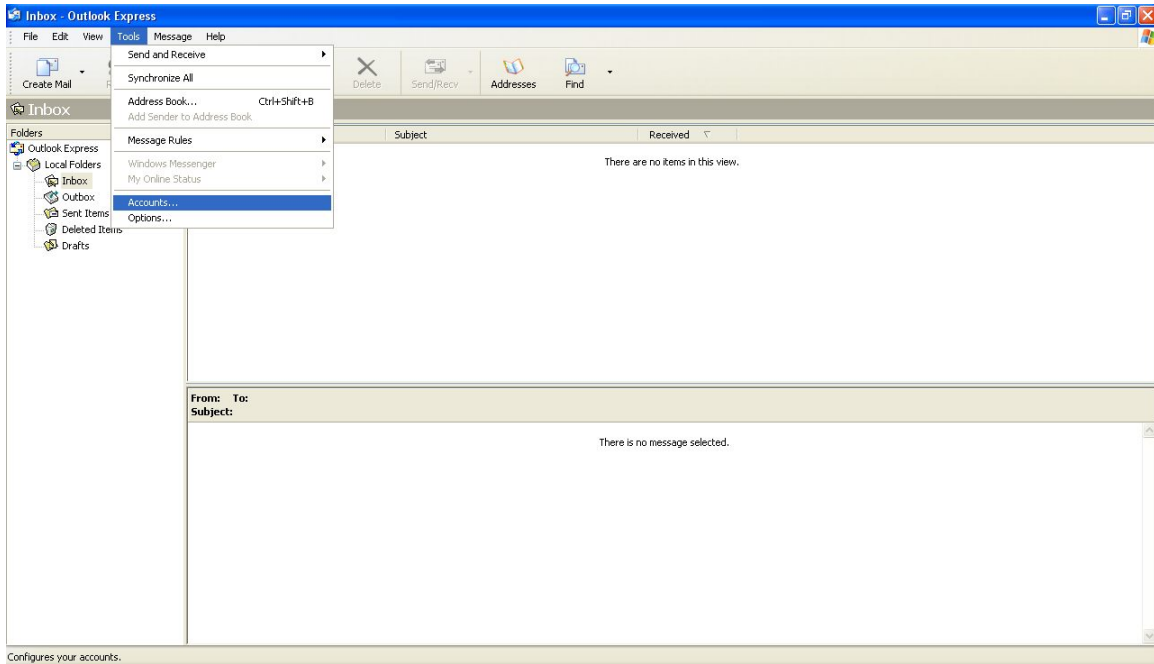 Inbox - Outlook Express
File Edit View Tools Message Help
Create Mail Delete Send/Recv Addresses Find
Send and Receive
Synchronize All
Address Book... Ctrl+Shift+B
Add Sender to Address Book
Message Rules
Windows Messenger
My Online Status
Accounts...
Options...
Inbox
Folders
Outlook Express
Local Folders
Inbox
Outbox
Sent Items
Deleted Items
Drafts
Subject Received
There are no items in this view.
From: To:
Subject:
There is no message selected.
Configures your accounts.